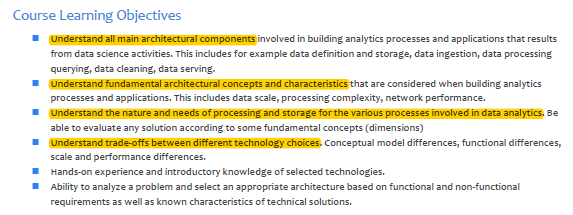 Course Learning Objectives
Understand all main architectural components involved in building analytics processes and applications that results
from data science activities. This includes for example data definition and storage, data ingestion, data processing
querying, data cleaning, data serving.
Understand fundamental architectural concepts and characteristics that are considered when building analytics
processes and applications. This includes data scale, processing complexity, network performance.
Understand the nature and needs of processing and storage for the various processes involved in data analytics. Be
able to evaluate any solution according to some fundamental concepts (dimensions)
Understand trade-offs between different technology choices. Conceptual model differences, functional differences,
scale and performance differences.
Hands-on experience and introductory knowledge of selected technologies.
Ability to analyze a problem and select an appropriate architecture based on functional and non-functional
requirements as well as known characteristics of technical solutions.